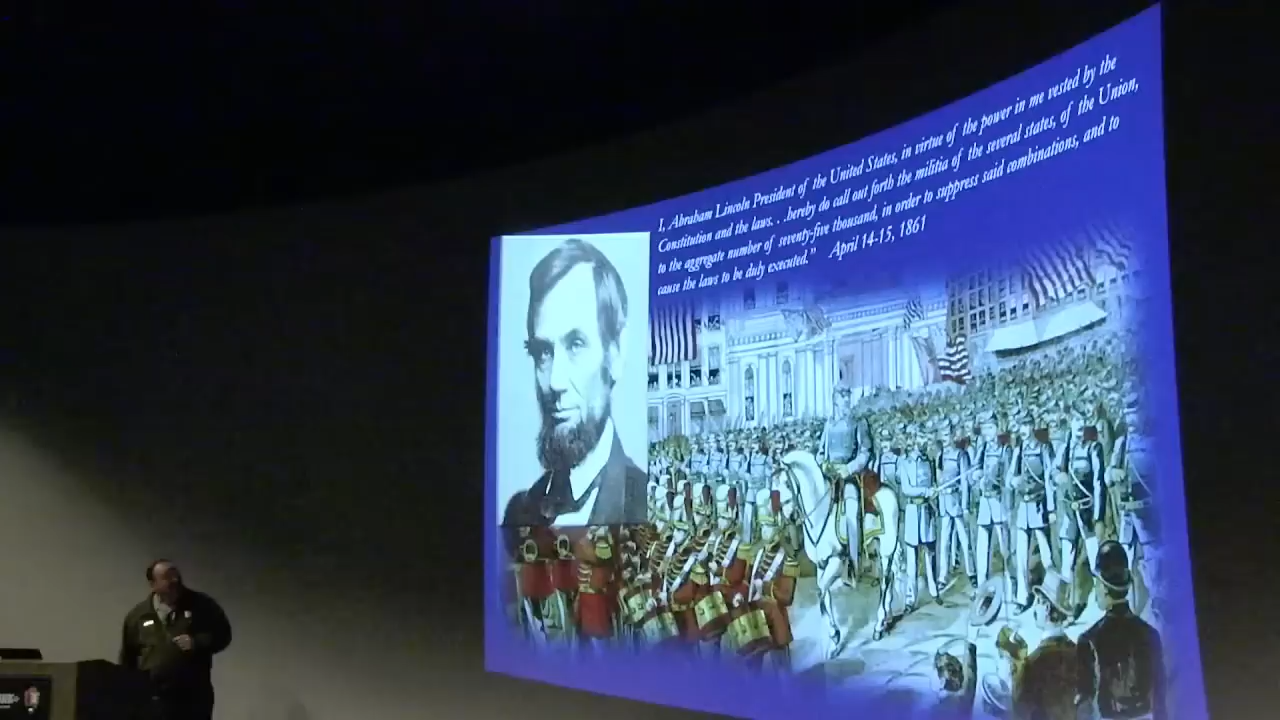 I, Abraham Lincoln President of the United States, in virtue of the power in me vested by the
Constitution and the laws. . .hereby do call out forth the militia of the several states, of the Union,
to the aggregate number of seventy-five thousand, in order to suppress said combinations, and to
cause the laws to be duly executed." April 14-15, 1861